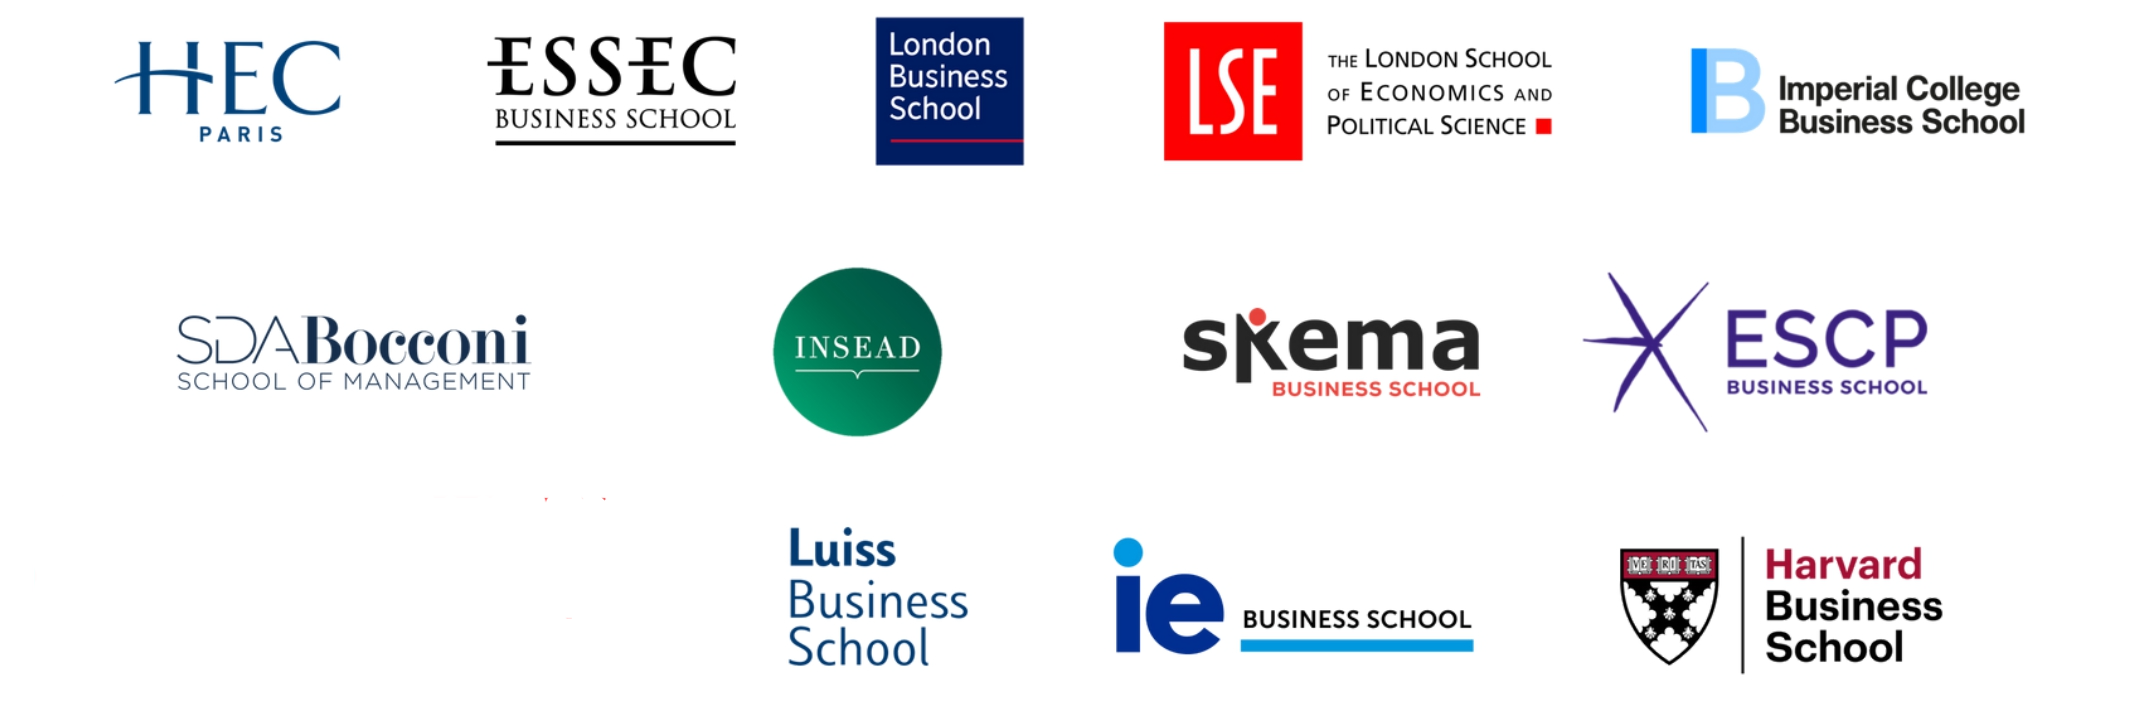 HEC
PARIS
ESSEC
BUSINESS SCHOOL
London
Business
School
LSE
THE LONDON SCHOOL
OF ECONOMICS AND
POLITICAL SCIENCE
B
Imperial College
Business School
SDABocconi
SCHOOL OF MANAGEMENT
INSEAD
skema
BUSINESS SCHOOL
ESCP
BUSINESS SCHOOL
Luiss
Business
School
ie
BUSINESS SCHOOL
VE RI TAS
Harvard
Business
School